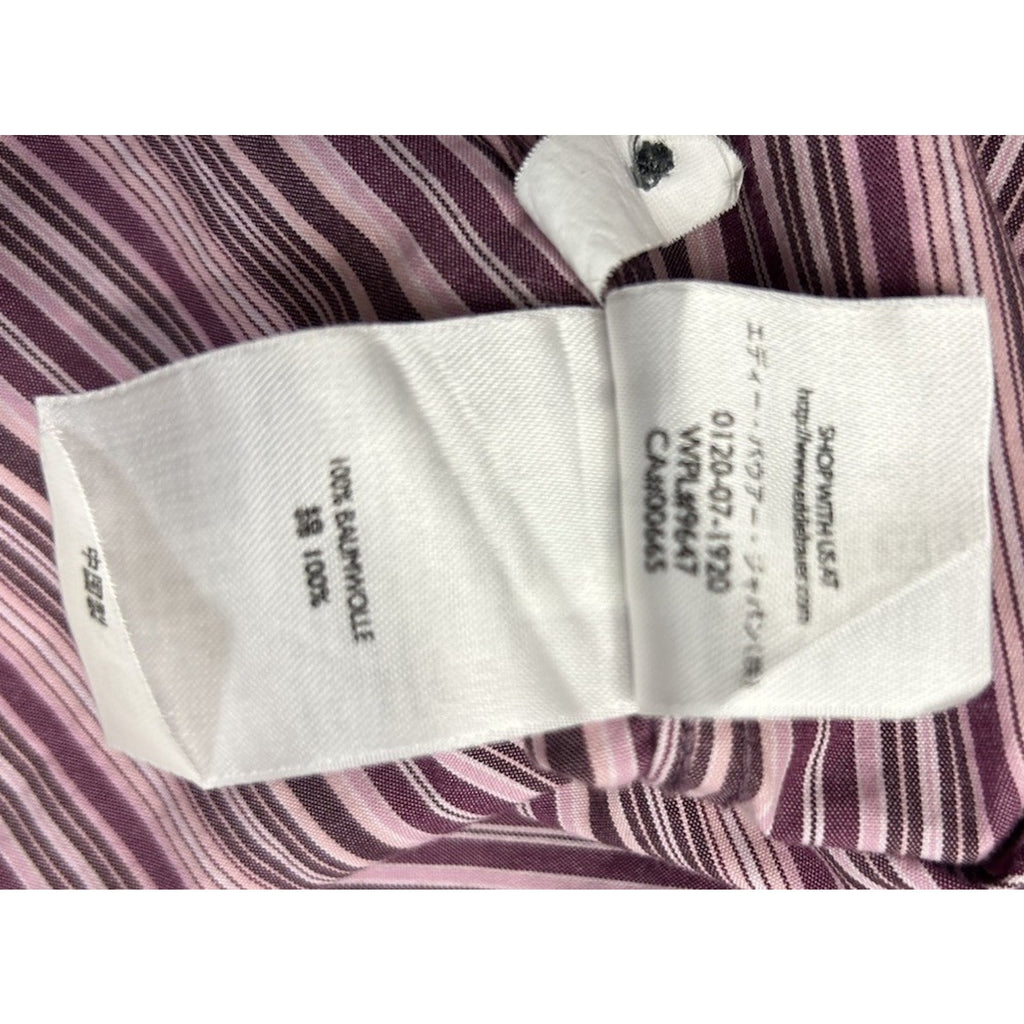 SHOP WITH US AT
http://www.eddiebauer.com
エディー・バウアー・ジャパン(株)
0120-07-1920
WPL#9647
CA#00665
100% BAUMWOLLE
綿 100%
中国製